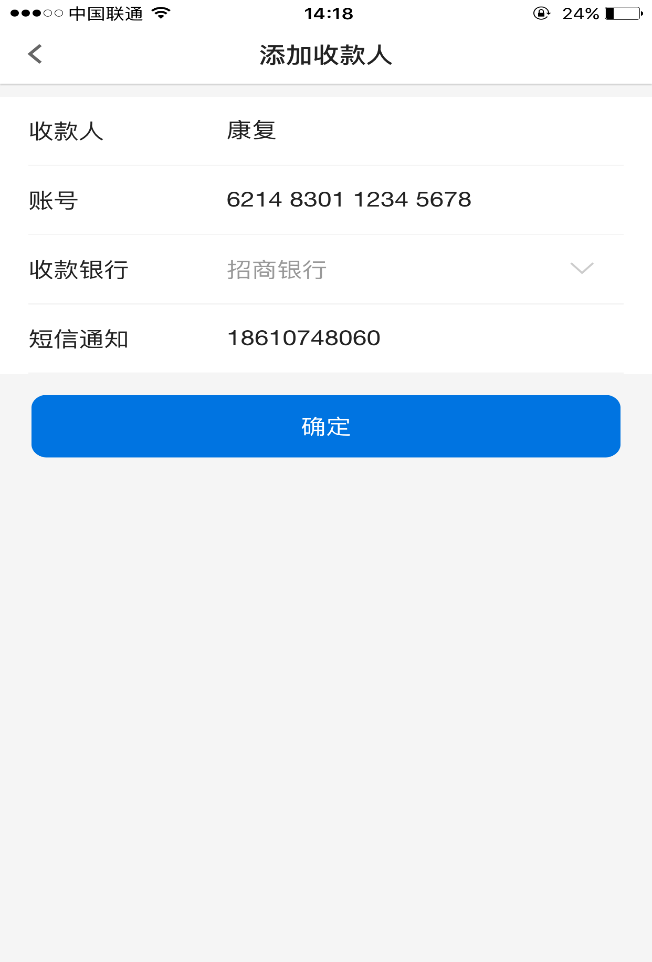 中国联通 14:18 24%
添加收款人
收款人 康复
账号 6214 8301 1234 5678
收款银行 招商银行
短信通知 18610748060
确定